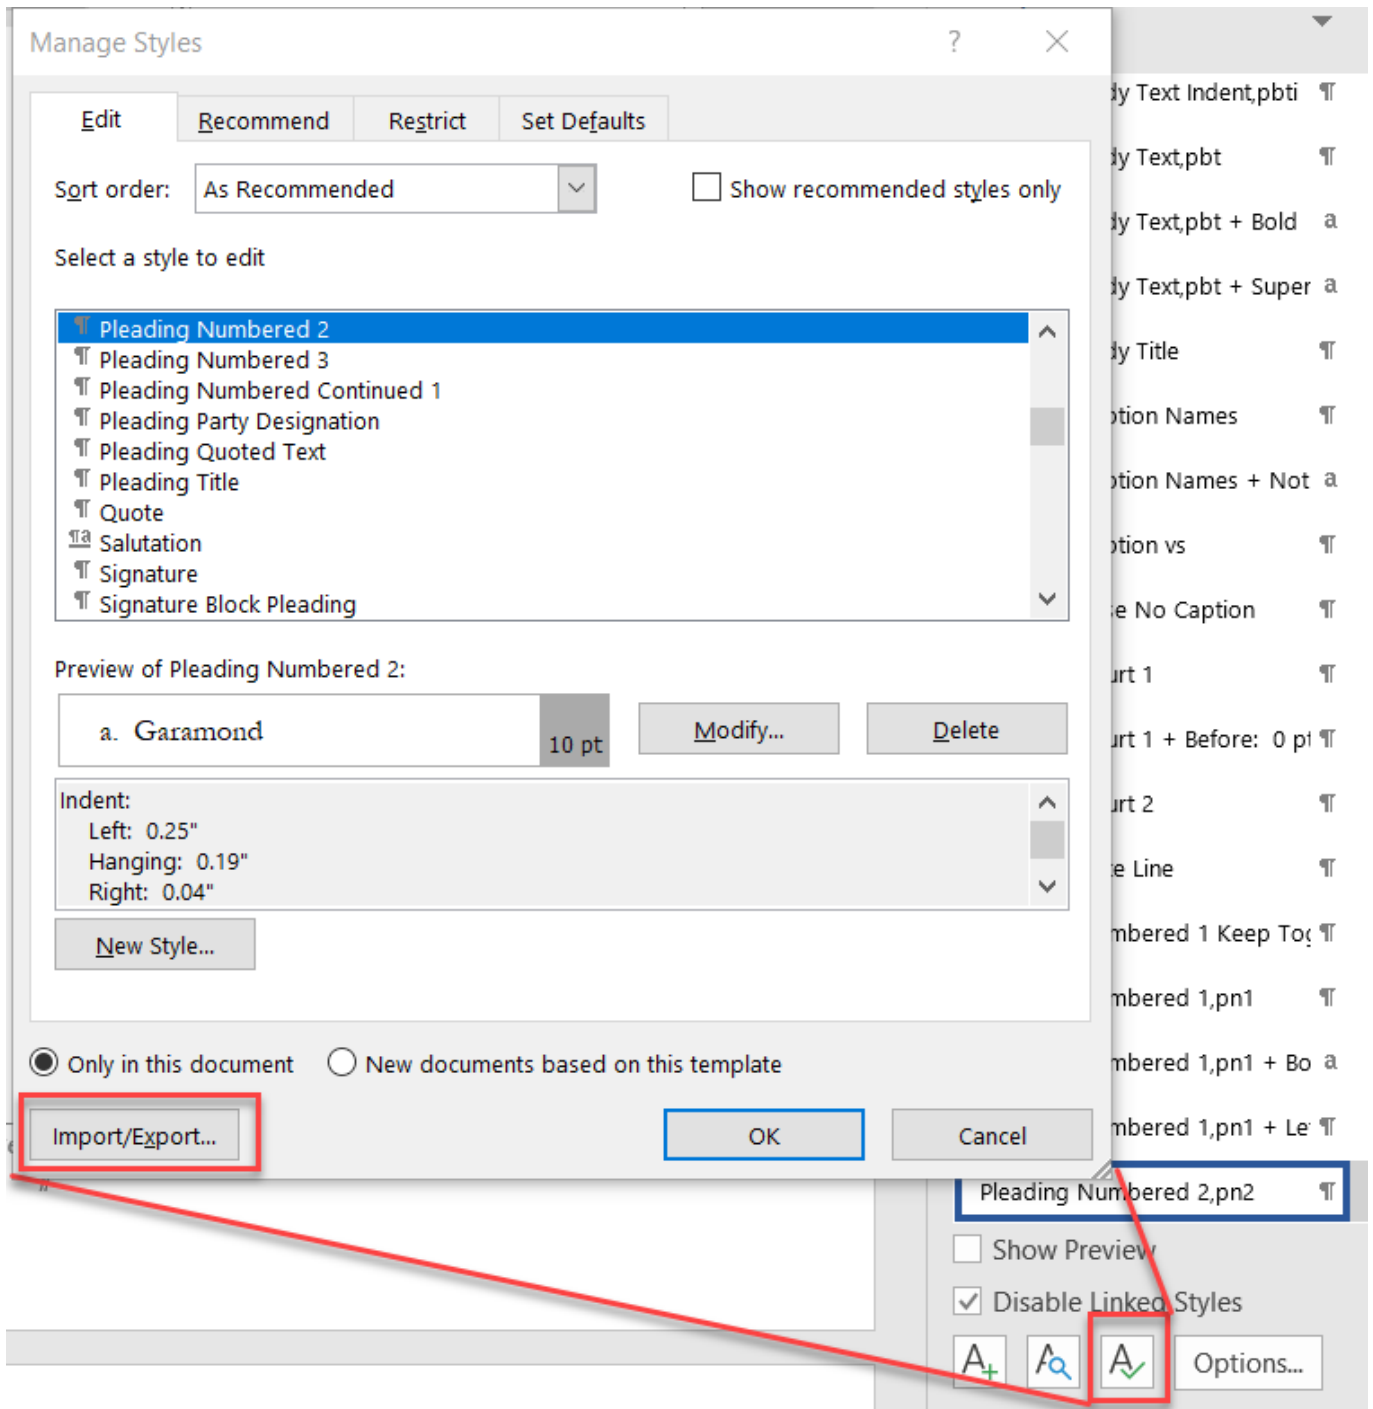 Manage Styles ?
Edit Recommend Restrict Set Defaults
Sort order: As Recommended Show recommended styles only
Select a style to edit
¶ Pleading Numbered 2
¶ Pleading Numbered 3
¶ Pleading Numbered Continued 1
¶ Pleading Party Designation
¶ Pleading Quoted Text
¶ Pleading Title
¶ Quote
¶a Salutation
¶ Signature
¶ Signature Block Pleading
Preview of Pleading Numbered 2:
a. Garamond 10 pt
Modify... Delete
Indent:
Left: 0.25"
Hanging: 0.19"
Right: 0.04"
New Style...
Only in this document New documents based on this template
Import/Export... OK Cancel
dy Text Indent,pbti ¶
dy Text,pbt ¶
dy Text,pbt + Bold a
dy Text,pbt + Super a
dy Title ¶
ption Names ¶
ption Names + Not a
ption vs ¶
se No Caption ¶
urt 1 ¶
urt 1 + Before: 0 pt ¶
urt 2 ¶
te Line ¶
mbered 1 Keep Tog ¶
mbered 1,pn1 ¶
mbered 1,pn1 + Bo a
mbered 1,pn1 + Le ¶
Pleading Numbered 2,pn2 ¶
Show Preview
Disable Linked Styles
Options...